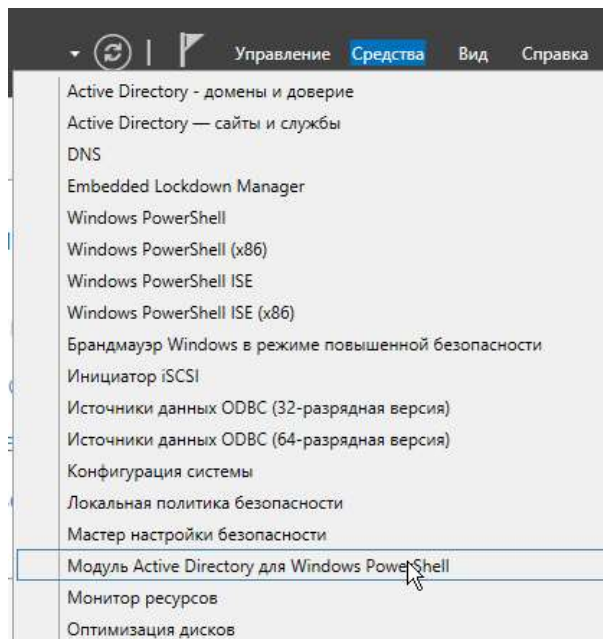 Управление Средства Вид Справка
Active Directory - домены и доверие
Active Directory — сайты и службы
DNS
Embedded Lockdown Manager
Windows PowerShell
Windows PowerShell (x86)
Windows PowerShell ISE
Windows PowerShell ISE (x86)
Брандмауэр Windows в режиме повышенной безопасности
Инициатор iSCSI
Источники данных ODBC (32-разрядная версия)
Источники данных ODBC (64-разрядная версия)
Конфигурация системы
Локальная политика безопасности
Мастер настройки безопасности
Модуль Active Directory для Windows PowerShell
Монитор ресурсов
Оптимизация дисков